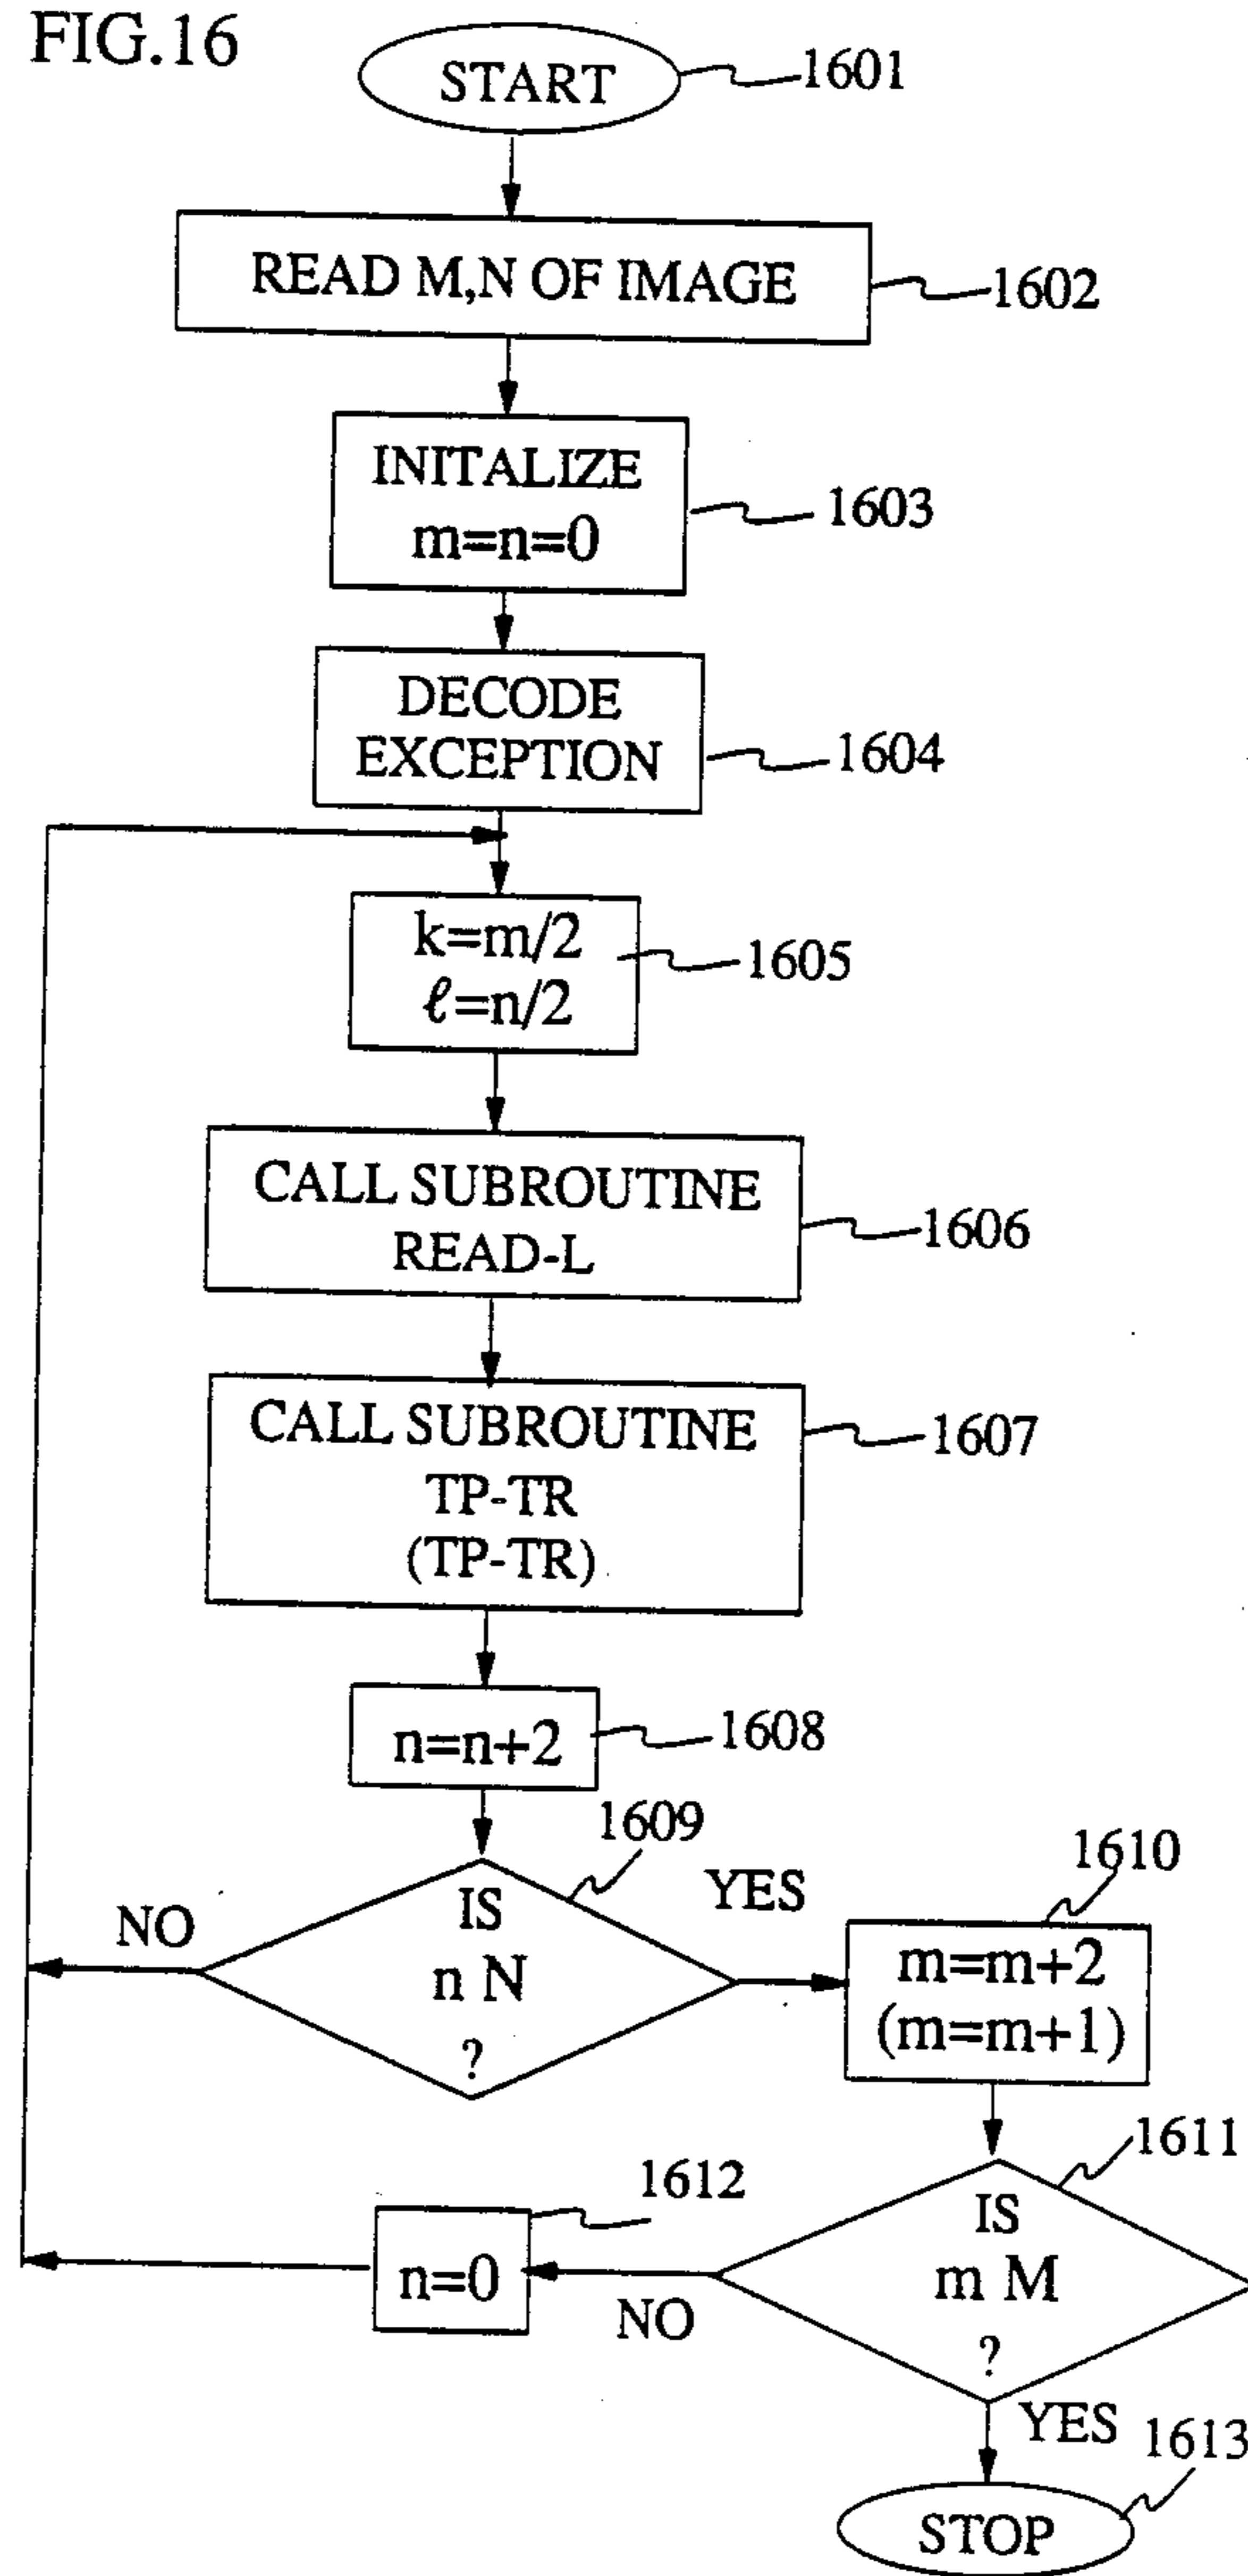 FIG.16
START
1601
READ M,N OF IMAGE
1602
INITALIZE
m=n=0
1603
DECODE
EXCEPTION
1604
k=m/2
ℓ=n/2
1605
CALL SUBROUTINE
READ-L
1606
CALL SUBROUTINE
TP-TR
(TP-TR)
1607
n=n+2
1608
1609
IS
n N
?
NO
YES
1610
m=m+2
(m=m+1)
1611
IS
m M
?
NO
1612
n=0
YES
1613
STOP